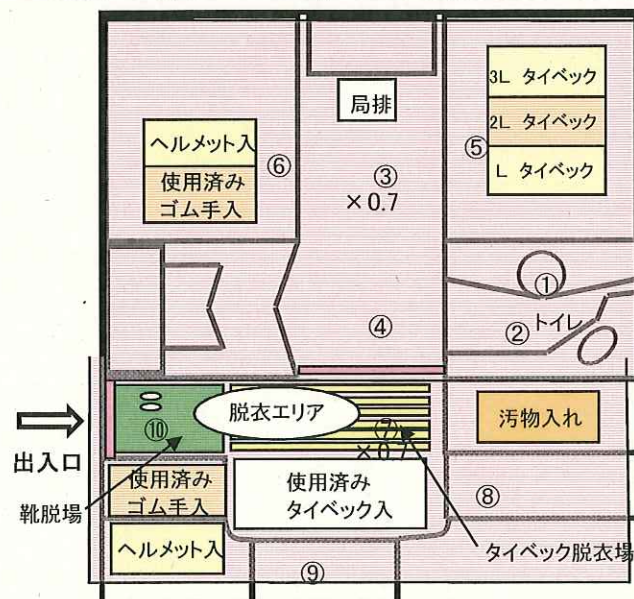 3L タイベック
2L タイベック
L タイベック
⑤
局排
③
×0.7
ヘルメット入
使用済み
ゴム手入
⑥
①
②
トイレ
④
出入口
⑩
脱衣エリア
⑦
×0.7
汚物入れ
靴脱場
使用済み
ゴム手入
使用済み
タイベック入
⑧
ヘルメット入
⑨
タイベック脱衣場